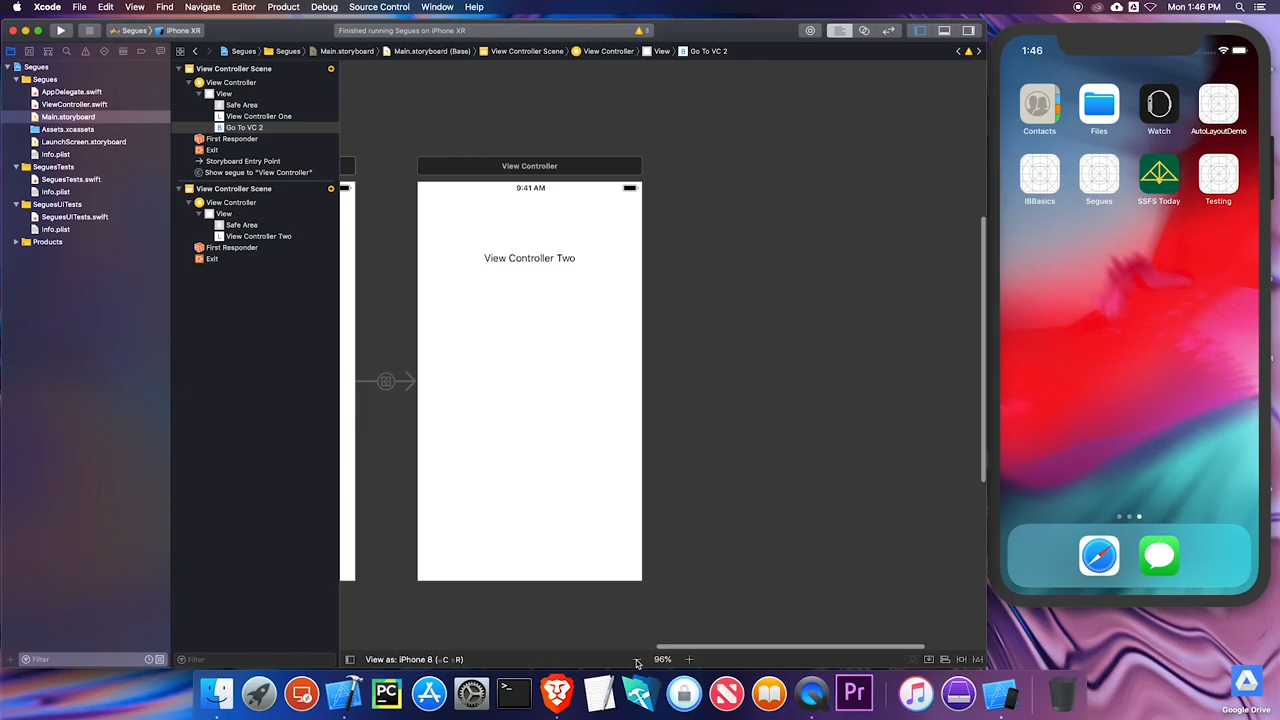 Xcode File Edit View Find Navigate Editor Product Debug Source Control Window Help
Mon 1:46 PM
Segues iPhone XR
Finished running Segues on iPhone XR
3
Segues Segues Main.storyboard Main.storyboard (Base) View Controller Scene View Controller View B Go To VC 2
Segues
Segues
AppDelegate.swift
ViewController.swift
Main.storyboard
Assets.xcassets
LaunchScreen.storyboard
Info.plist
SeguesTests
SeguesTests.swift
Info.plist
SeguesUITests
SeguesUITests.swift
Info.plist
Products
Filter
View Controller Scene
View Controller
View
Safe Area
L View Controller One
B Go To VC 2
First Responder
Exit
Storyboard Entry Point
Show segue to "View Controller"
View Controller Scene
View Controller
View
Safe Area
L View Controller Two
First Responder
Exit
Filter
View Controller
9:41 AM
View Controller Two
View as: iPhone 8 (wC hR)
96%
1:46
Contacts
Files
Watch
AutoLayoutDemo
IBBasics
Segues
SSFS Today
Testing
PC
Pr
Google Drive